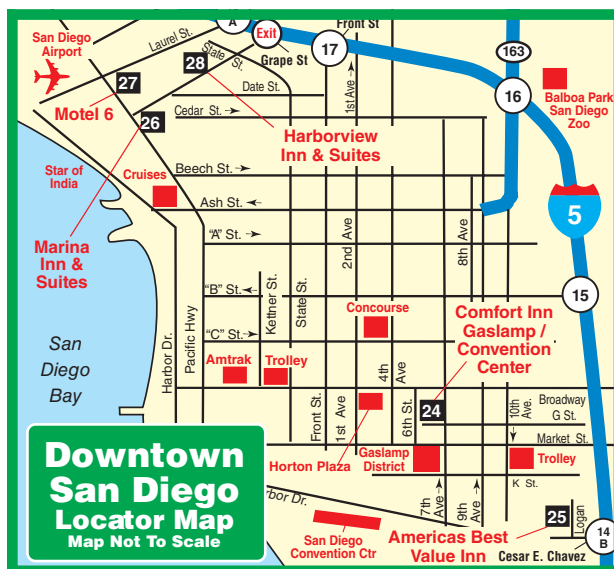 San Diego
Airport
Laurel St.
A
Exit
Grape St
State St.
Front St
17
163
16
Balboa Park
San Diego
Zoo
27
28
Motel 6
26
Date St.
Cedar St.
1st Ave
Harborview
Inn & Suites
Star of
India
Cruises
Beech St.
Ash St.
5
Marina
Inn &
Suites
"A" St.
2nd Ave
8th Ave
"B" St.
Kettner St.
State St.
15
Concourse
Comfort Inn
Gaslamp /
Convention
Center
San
Diego
Bay
Harbor Dr.
Pacific Hwy
"C" St.
Amtrak
Trolley
4th Ave
Front St.
1st Ave
6th St.
24
10th Ave.
Broadway
G St.
Market St.
Horton Plaza
Gaslamp
District
Trolley
K St.
7th Ave
9th Ave
Downtown
San Diego
Locator Map
Map Not To Scale
bor Dr.
San Diego
Convention Ctr
Americas Best
Value Inn
25
Logan
Cesar E. Chavez
14
B